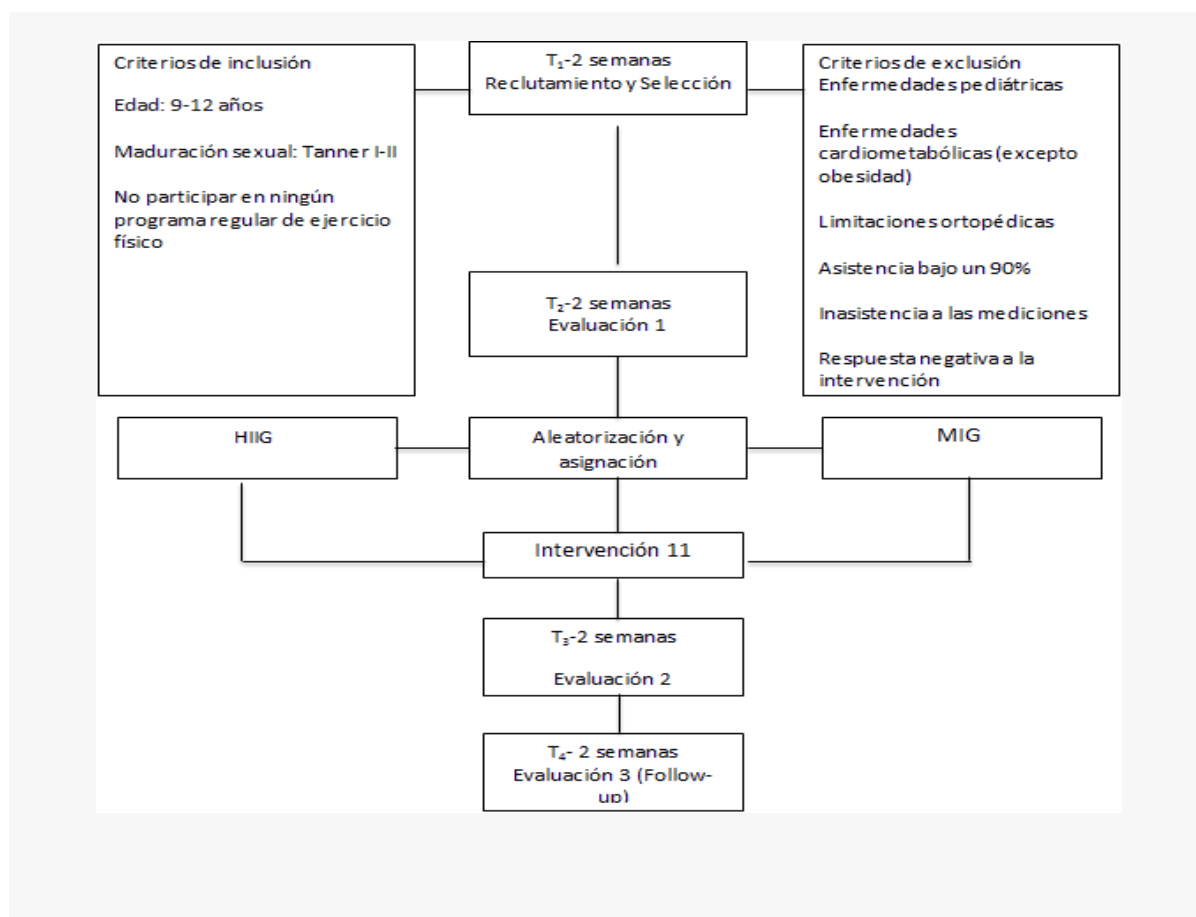 Criterios de inclusión
Edad: 9-12 años
Maduración sexual: Tanner I-II
No participar en ningún
programa regular de ejercicio
físico
T₁-2 semanas
Reclutamiento y Selección
Criterios de exclusión
Enfermedades pediátricas
Enfermedades
cardiometabólicas (excepto
obesidad)
Limitaciones ortopédicas
Asistencia bajo un 90%
Inasistencia a las mediciones
Respuesta negativa a la
intervención
T₂-2 semanas
Evaluación 1
HIIG
Aleatorización y
asignación
MIG
Intervención 11
T₃-2 semanas
Evaluación 2
T₄- 2 semanas
Evaluación 3 (Follow-
up)